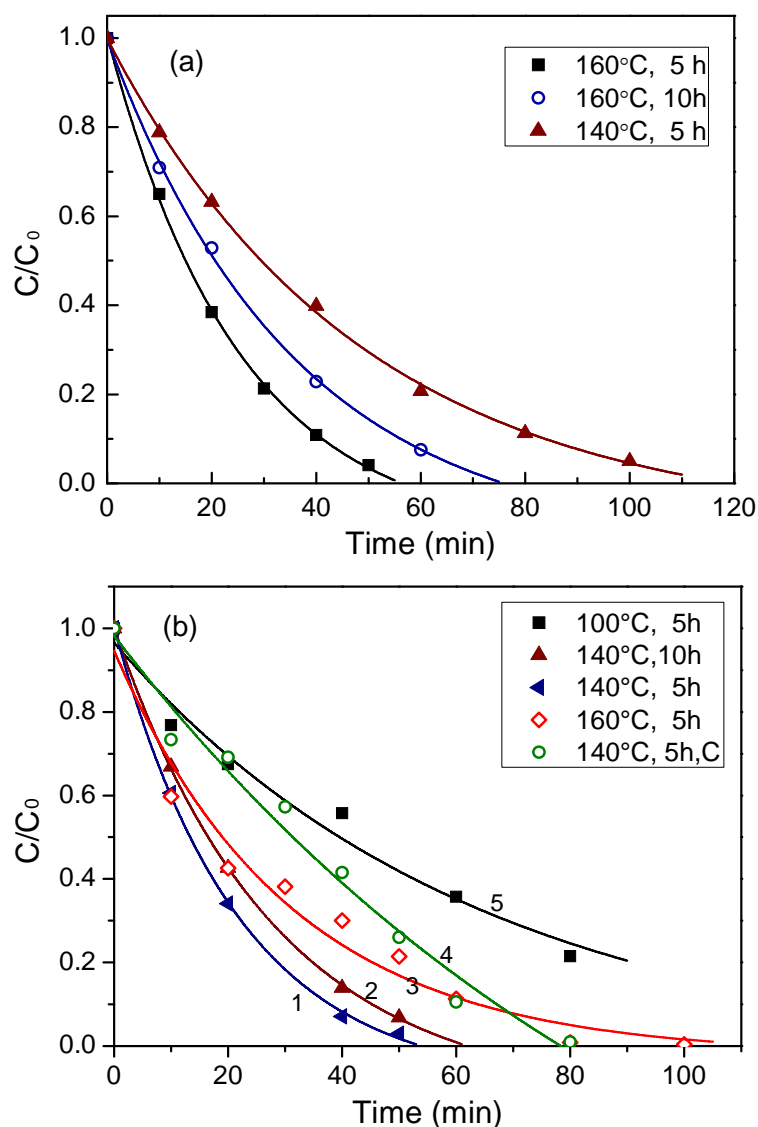 (a)
160°C, 5 h
160°C, 10h
140°C, 5 h
C/C₀
1.0
0.8
0.6
0.4
0.2
0.0
0 20 40 60 80 100 120
Time (min)
(b)
100°C, 5h
140°C,10h
140°C, 5h
160°C, 5h
140°C, 5h,C
C/C₀
1.0
0.8
0.6
0.4
0.2
0.0
5
4
3
2
1
0 20 40 60 80 100
Time (min)